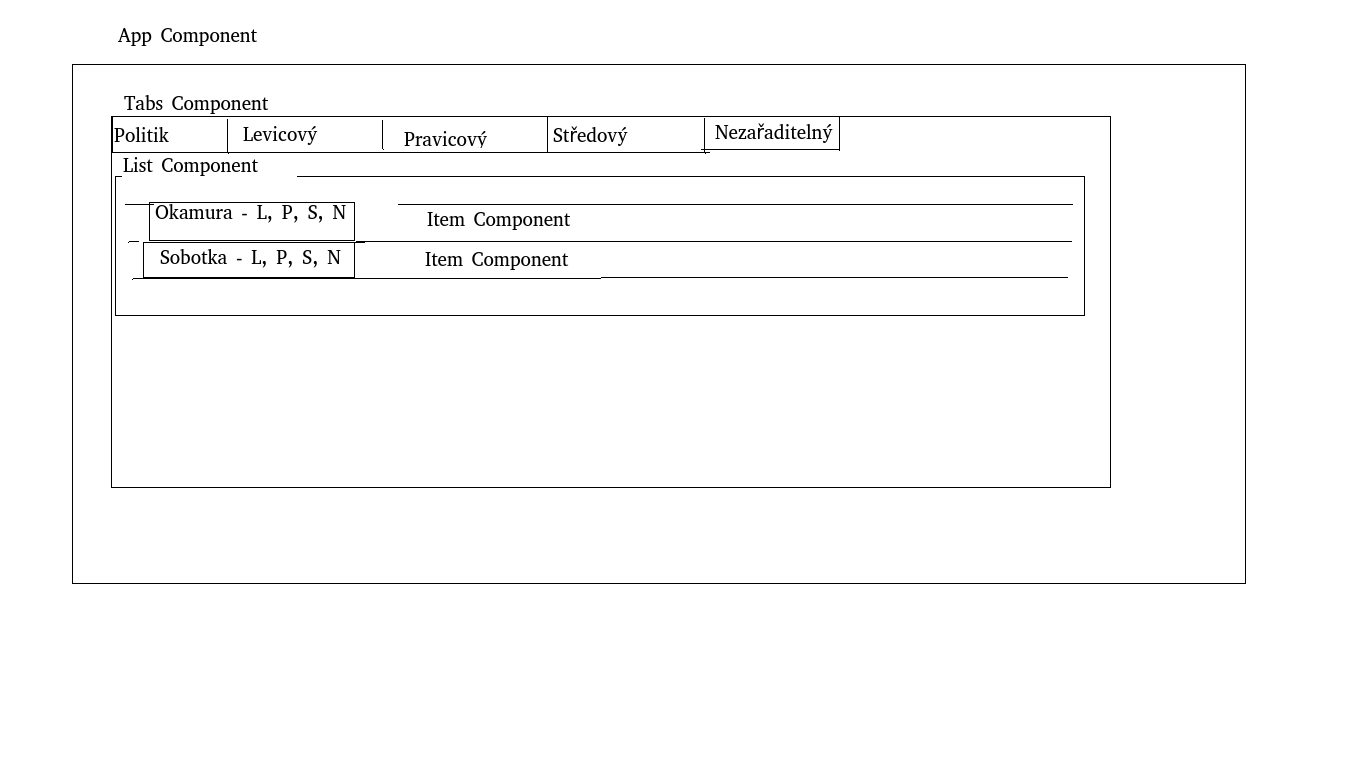 App Component
Tabs Component
Politik Levicový Pravicový Středový Nezařaditelný
List Component
Okamura - L, P, S, N Item Component
Sobotka - L, P, S, N Item Component